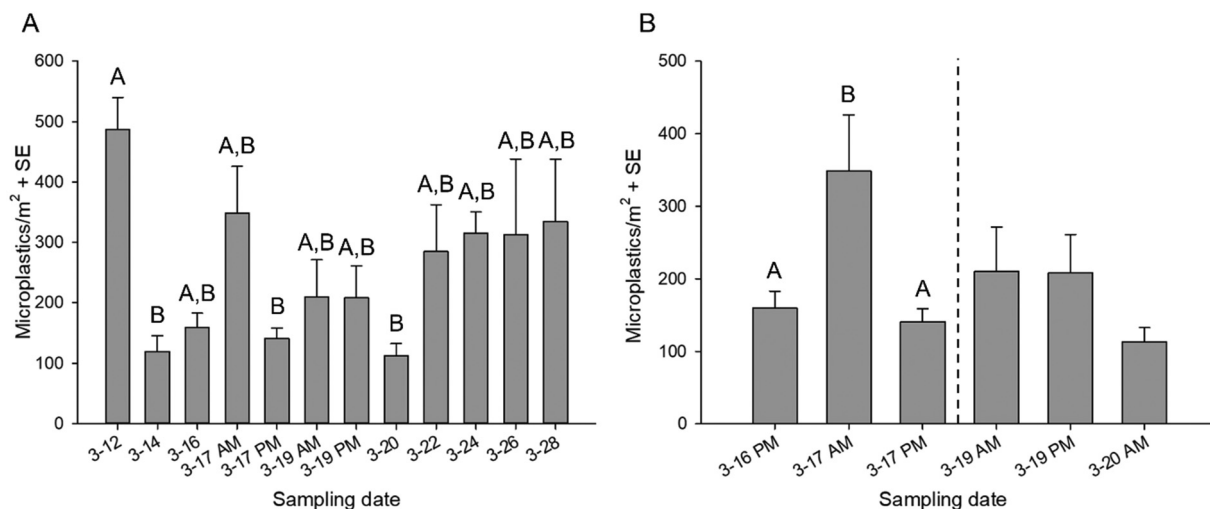 A
Microplastics/m² + SE
600
500
400
300
200
100
0
A
B
A,B
A,B
B
A,B
A,B
B
A,B
A,B
A,B
A,B
3-12
3-14
3-16
3-17 AM
3-17 PM
3-19 AM
3-19 PM
3-20
3-22
3-24
3-26
3-28
Sampling date
B
Microplastics/m² + SE
500
400
300
200
100
0
A
B
A
3-16 PM
3-17 AM
3-17 PM
3-19 AM
3-19 PM
3-20 AM
Sampling date